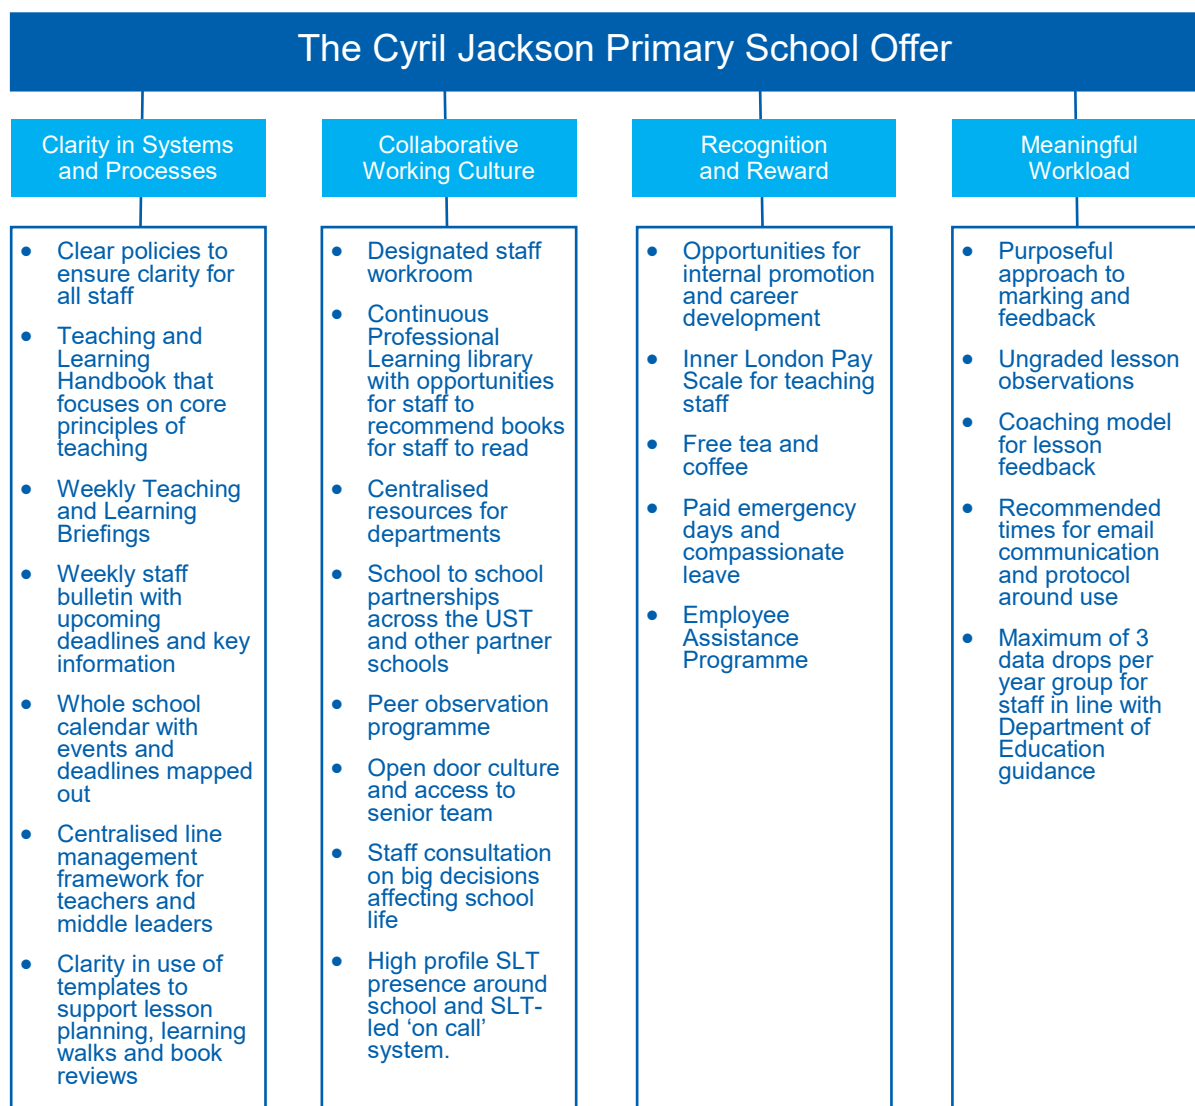 The Cyril Jackson Primary School Offer
Clarity in Systems
and Processes
• Clear policies to
ensure clarity for
all staff
• Teaching and
Learning
Handbook that
focuses on core
principles of
teaching
• Weekly Teaching
and Learning
Briefings
• Weekly staff
bulletin with
upcoming
deadlines and key
information
• Whole school
calendar with
events and
deadlines mapped
out
• Centralised line
management
framework for
teachers and
middle leaders
• Clarity in use of
templates to
support lesson
planning, learning
walks and book
reviews
Collaborative
Working Culture
• Designated staff
workroom
• Continuous
Professional
Learning library
with opportunities
for staff to
recommend books
for staff to read
• Centralised
resources for
departments
• School to school
partnerships
across the UST
and other partner
schools
• Peer observation
programme
• Open door culture
and access to
senior team
• Staff consultation
on big decisions
affecting school
life
• High profile SLT
presence around
school and SLT-
led ‘on call’
system.
Recognition
and Reward
• Opportunities for
internal promotion
and career
development
• Inner London Pay
Scale for teaching
staff
• Free tea and
coffee
• Paid emergency
days and
compassionate
leave
• Employee
Assistance
Programme
Meaningful
Workload
• Purposeful
approach to
marking and
feedback
• Ungraded lesson
observations
• Coaching model
for lesson
feedback
• Recommended
times for email
communication
and protocol
around use
• Maximum of 3
data drops per
year group for
staff in line with
Department of
Education
guidance